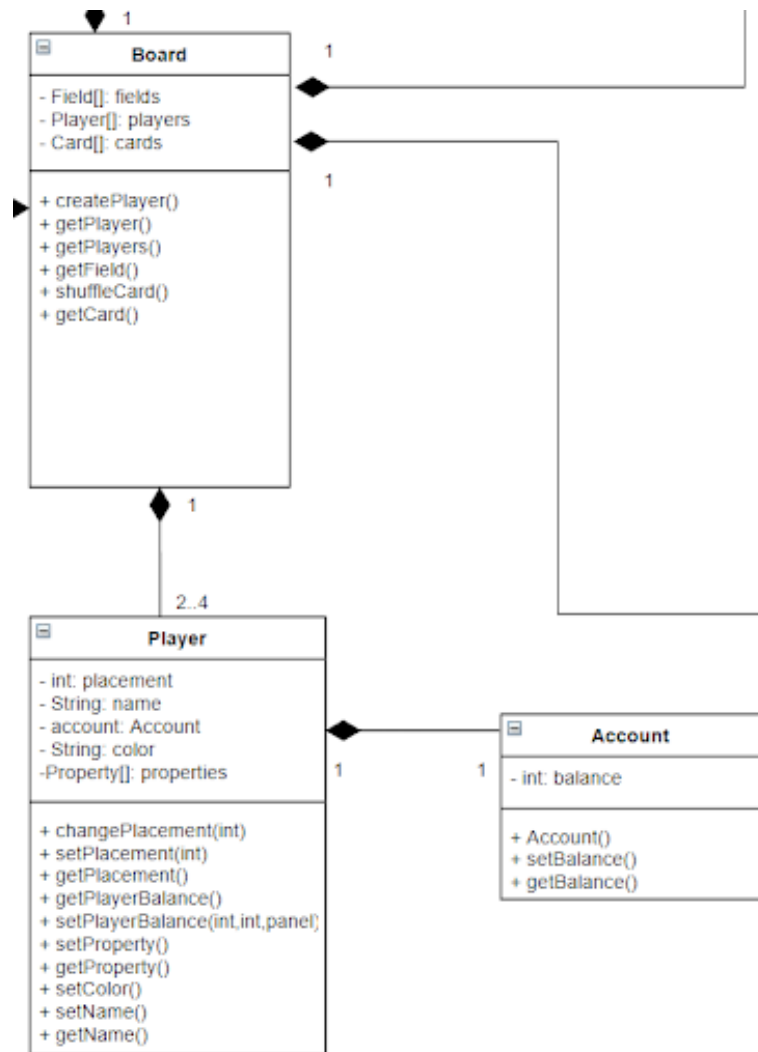 1
Board
1
- Field[]: fields
- Player[]: players
- Card[]: cards
1
+ createPlayer()
+ getPlayer()
+ getPlayers()
+ getField()
+ shuffleCard()
+ getCard()
1
2..4
Player
- int: placement
- String: name
- account: Account
- String: color
-Property[]: properties
1
1
Account
- int: balance
+ Account()
+ setBalance()
+ getBalance()
+ changePlacement(int)
+ setPlacement(int)
+ getPlacement()
+ getPlayerBalance()
+ setPlayerBalance(int,int,panel)
+ setProperty()
+ getProperty()
+ setColor()
+ setName()
+ getName()